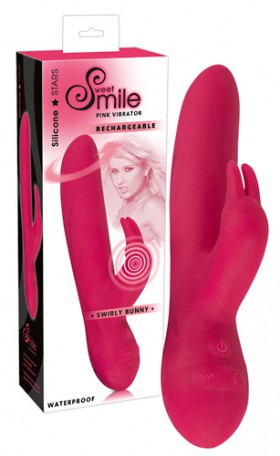 Silicone ★ STARS
Sweet
Smile
PINK VIBRATOR
RECHARGEABLE
• SWIRLY BUNNY •
WATERPROOF